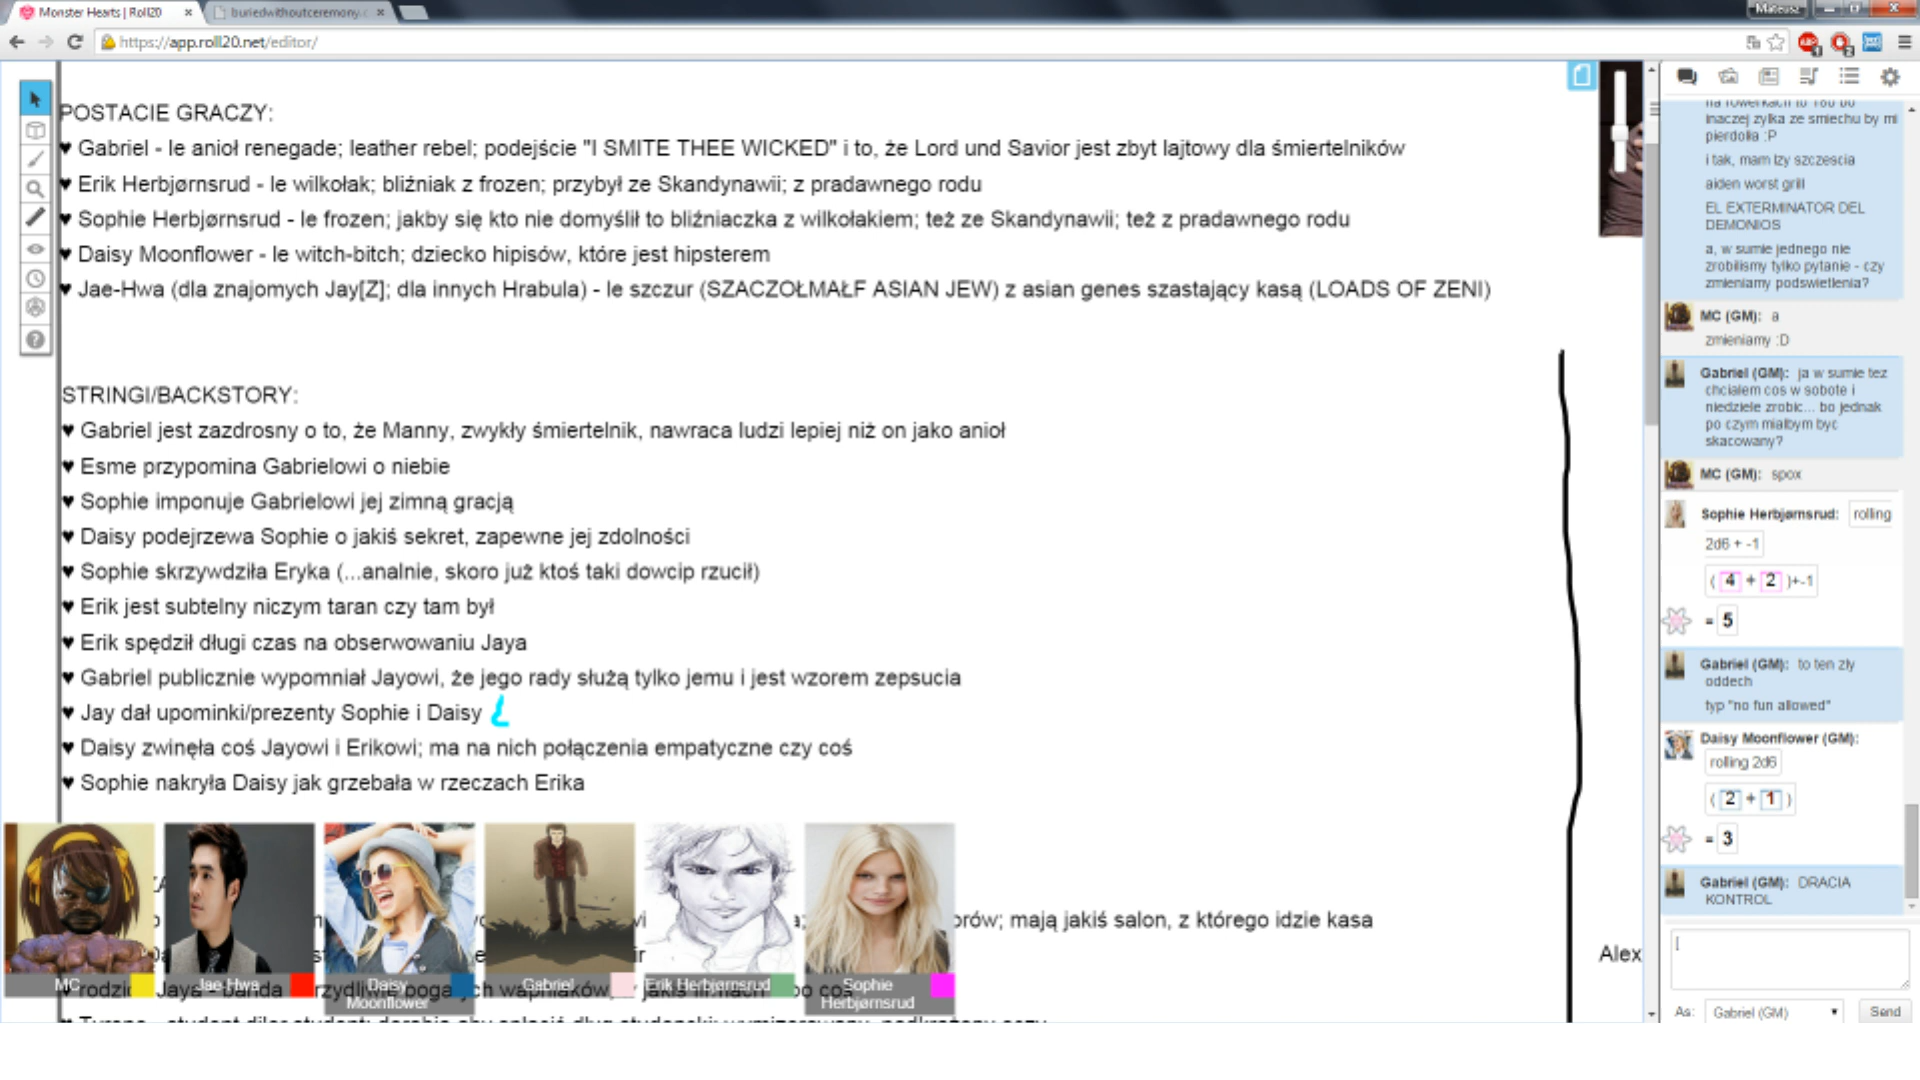 Monster Hearts | Roll20
buriedwithoutceremony.c
Mateusz
https://app.roll20.net/editor/
POSTACIE GRACZY:
♥ Gabriel - le anioł renegade; leather rebel; podejście "I SMITE THEE WICKED" i to, że Lord und Savior jest zbyt lajtowy dla śmiertelników
♥ Erik Herbjørnsrud - le wilkołak; bliźniak z frozen; przybył ze Skandynawii; z pradawnego rodu
♥ Sophie Herbjørnsrud - le frozen; jakby się kto nie domyślił to bliźniaczka z wilkołakiem; też ze Skandynawii; też z pradawnego rodu
♥ Daisy Moonflower - le witch-bitch; dziecko hipisów, które jest hipsterem
♥ Jae-Hwa (dla znajomych Jay[Z]; dla innych Hrabula) - le szczur (SZACZOŁMAŁF ASIAN JEW) z asian genes szastający kasą (LOADS OF ZENI)
STRINGI/BACKSTORY:
♥ Gabriel jest zazdrosny o to, że Manny, zwykły śmiertelnik, nawraca ludzi lepiej niż on jako anioł
♥ Esme przypomina Gabrielowi o niebie
♥ Sophie imponuje Gabrielowi jej zimną gracją
♥ Daisy podejrzewa Sophie o jakiś sekret, zapewne jej zdolności
♥ Sophie skrzywdziła Eryka (...analnie, skoro już ktoś taki dowcip rzucił)
♥ Erik jest subtelny niczym taran czy tam był
♥ Erik spędził długi czas na obserwowaniu Jaya
♥ Gabriel publicznie wypomniał Jayowi, że jego rady służą tylko jemu i jest wzorem zepsucia
♥ Jay dał upominki/prezenty Sophie i Daisy
♥ Daisy zwinęła coś Jayowi i Erikowi; ma na nich połączenia empatyczne czy coś
♥ Sophie nakryła Daisy jak grzebała w rzeczach Erika
mają jakiś salon, z którego idzie kasa
Alex
Jaya - banda
MC
Jae-Hwa
Daisy Moonflower
Gabriel
Erik Herbjørnsrud
Sophie Herbjørnsrud
inaczej zylka ze smiechu by mi
pierdolla :P
i tak, mam lzy szczescia
aiden worst grill
EL EXTERMINATOR DEL
DEMONIOS
a, w sumie jednego nie
zrobilismy tylko pytanie - czy
zmieniamy podswietlenia?
MC (GM): a
zmieniamy :D
Gabriel (GM): ja w sumie tez
chcialem cos w sobote i
niedziele zrobic... bo jednak
po czym mialbym byc
skacowany?
MC (GM): spox
Sophie Herbjørnsrud: rolling
2d6 + -1
( 4 + 2 )+-1
= 5
Gabriel (GM): to ten zly
oddech
typ "no fun allowed"
Daisy Moonflower (GM):
rolling 2d6
( 2 + 1 )
= 3
Gabriel (GM): DRACIA
KONTROL
As: Gabriel (GM)
Send